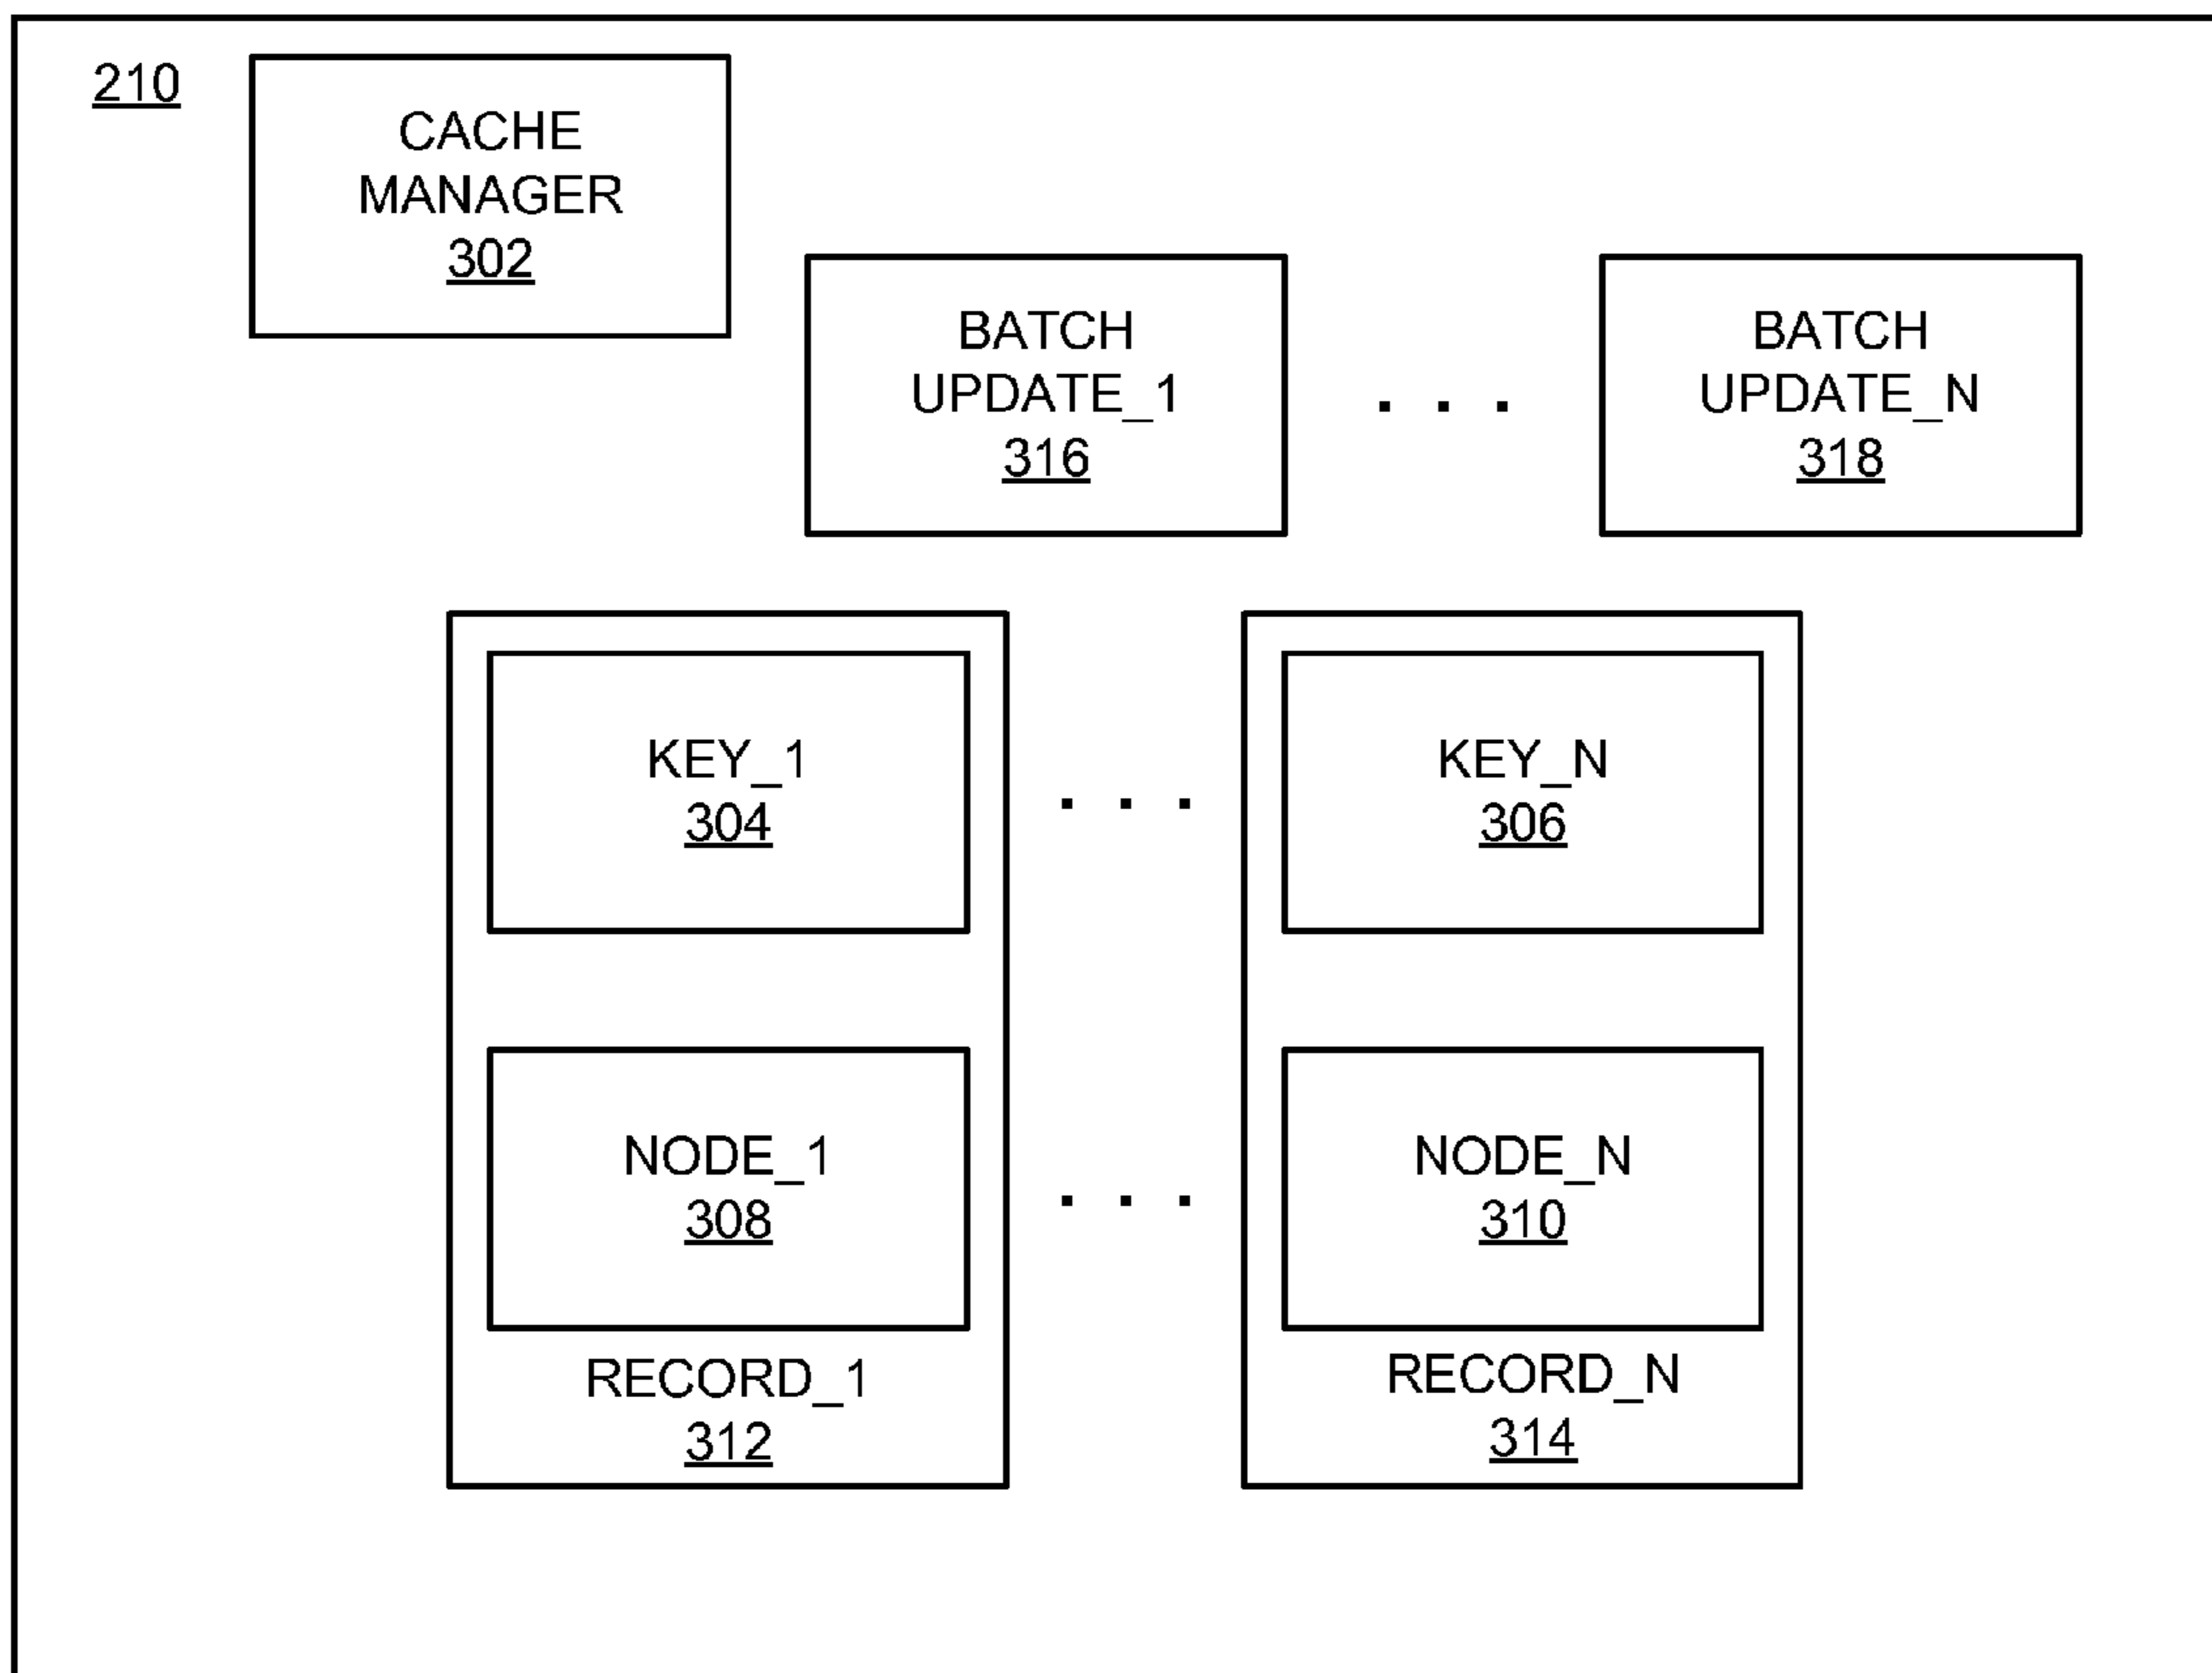 210
CACHE
MANAGER
302
BATCH
UPDATE_1
316
. . .
BATCH
UPDATE_N
318
KEY_1
304
. . .
KEY_N
306
NODE_1
308
. . .
NODE_N
310
RECORD_1
312
RECORD_N
314